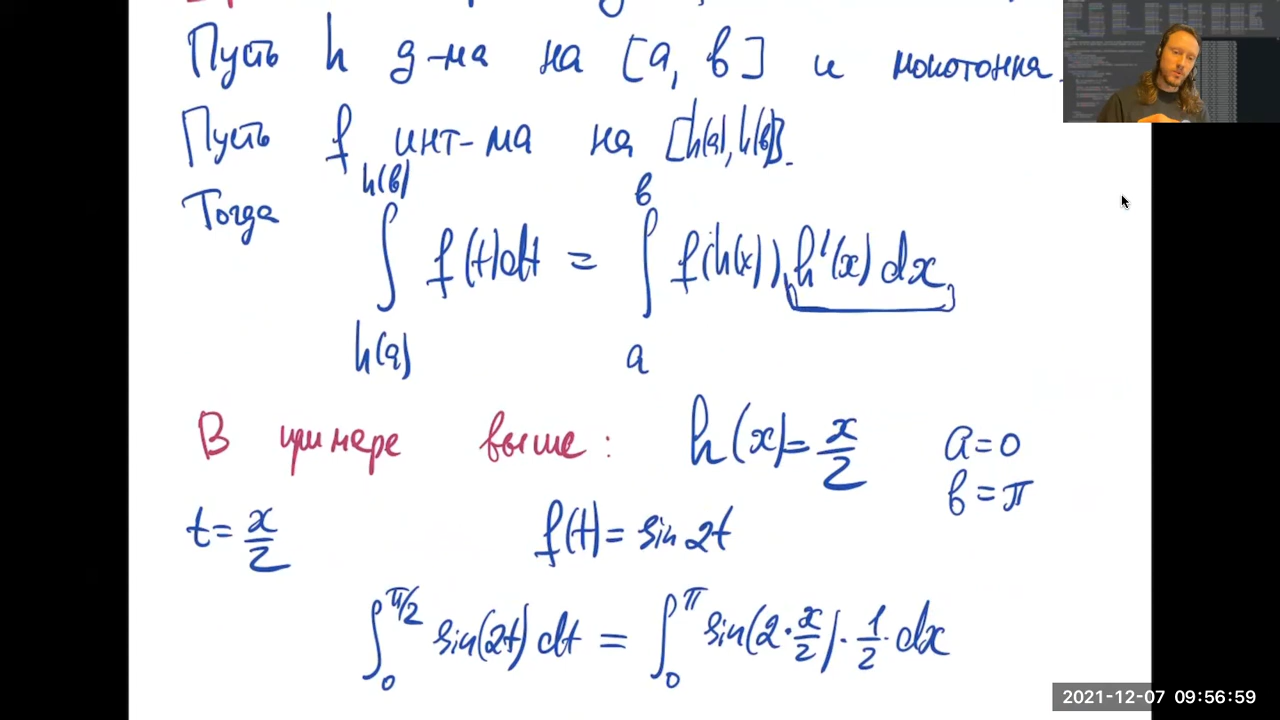 Пусть h д-ма на [a, в] и монотонна.
Пусть f инт-ма на [h(a), h(в)].
Тогда ∫_{h(a)}^{h(в)} f(t)dt = ∫_a^в f(h(x)) h'(x) dx
В примере выше: h(x)= x/2 a=0
в=π
t= x/2 f(t)= sin 2t
∫_0^{π/2} sin(2t) dt = ∫_0^π sin(2·x/2)·1/2·dx
2021-12-07 09:56:59